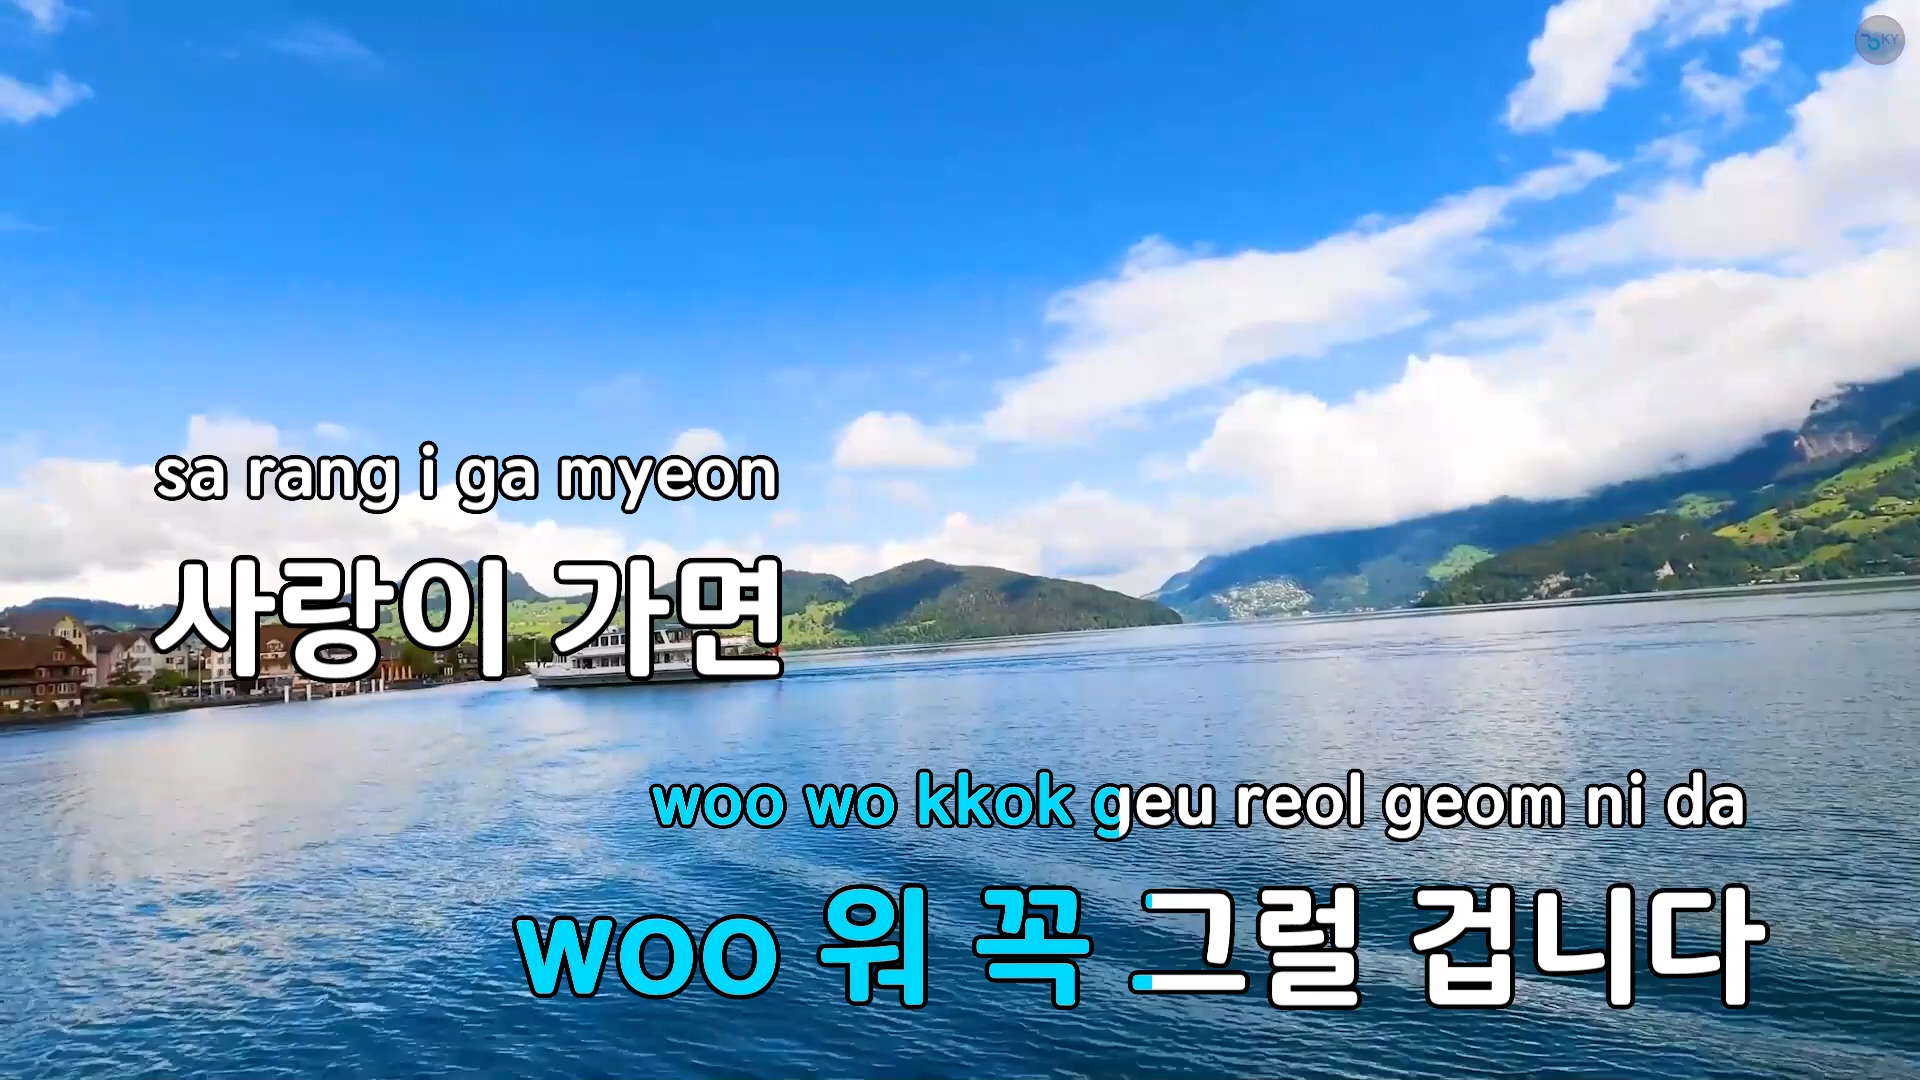 KY
sa rang i ga myeon
사랑이 가면
woo wo kkok geu reol geom ni da
woo 워 꼭 그럴 겁니다